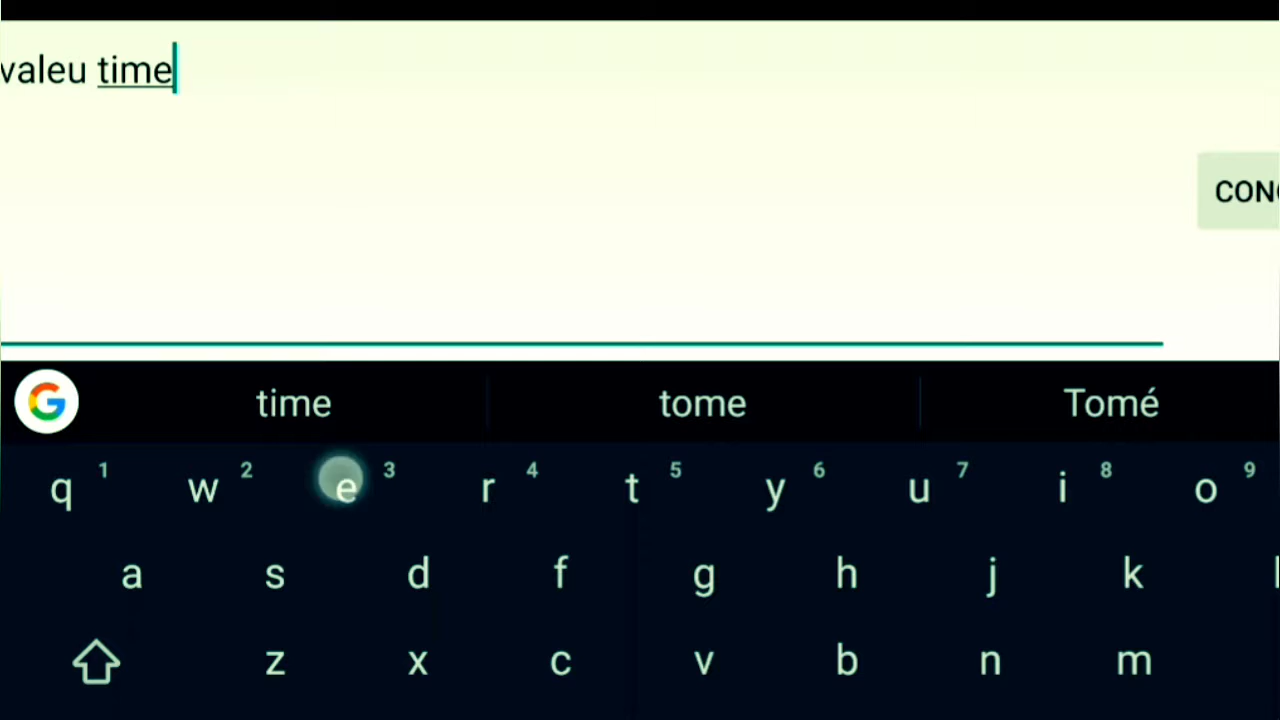 valeu time
CON
time tome Tomé
q 1 w 2 e 3 r 4 t 5 y 6 u 7 i 8 o 9
a s d f g h j k
z x c v b n m